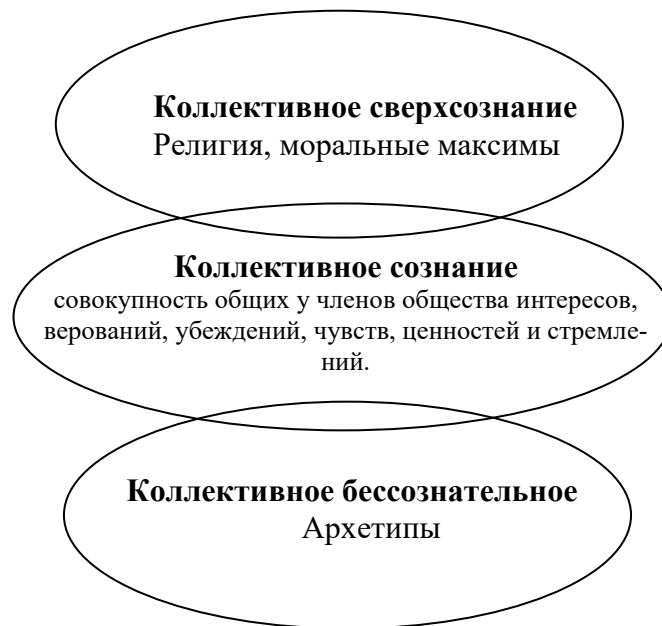 Коллективное сверхсознание
Религия, моральные максимы
Коллективное сознание
совокупность общих у членов общества интересов,
верований, убеждений, чувств, ценностей и стремле-
ний.
Коллективное бессознательное
Архетипы